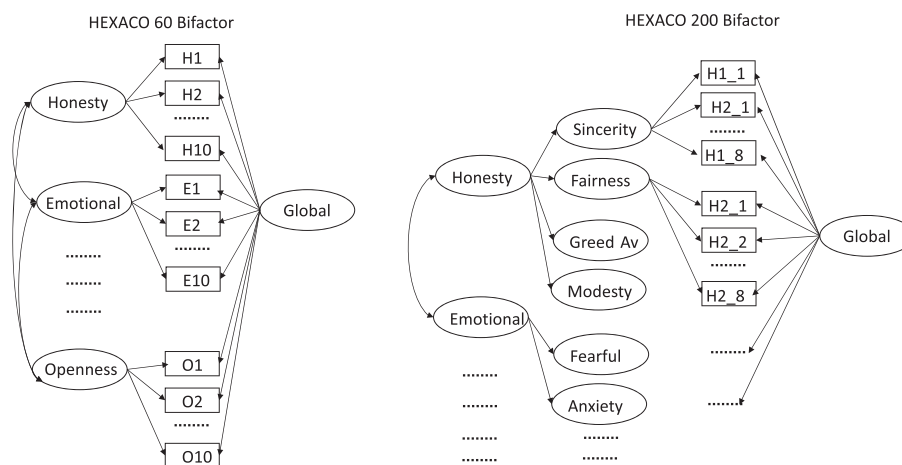 HEXACO 60 Bifactor
H1
H2
........
H10
Honesty
E1
E2
........
E10
Emotional
........
........
........
Openness
O1
O2
........
O10
Global
HEXACO 200 Bifactor
Honesty
Emotional
........
........
........
........
Sincerity
Fairness
Greed Av
Modesty
Fearful
Anxiety
........
........
H1_1
H2_1
........
H1_8
H2_1
H2_2
........
H2_8
........
........
Global